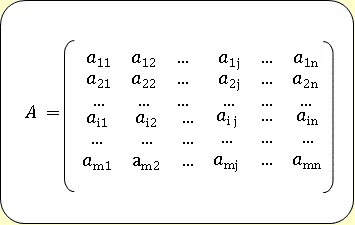 a11 a12 ... a1j ... a1n
a21 a22 ... a2j ... a2n
... ... ... ... ... ...
A = ai1 ai2 ... aij ... ain
... ... ... ... ... ...
am1 am2 ... amj ... amn